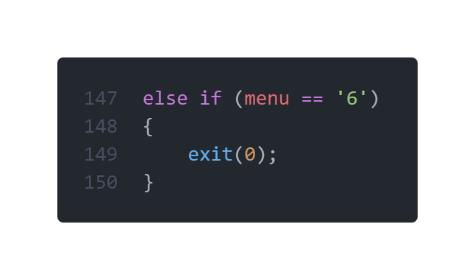 147 else if (menu == '6')
148 {
149     exit(0);
150 }